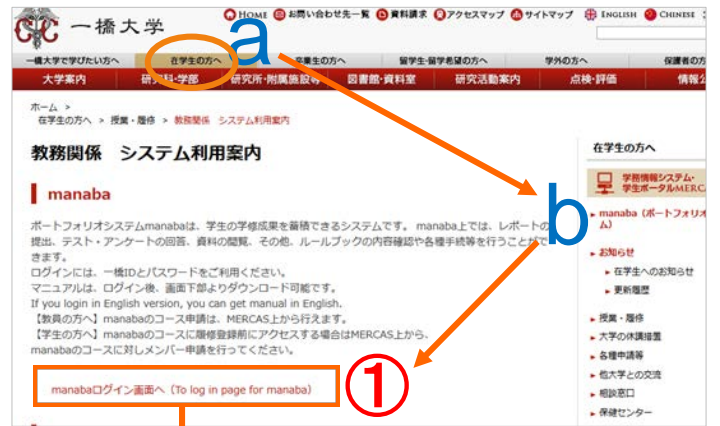 一橋大学
HOME お問い合わせ先一覧 資料請求 アクセスマップ サイトマップ ENGLISH CHINESE
a
一橋大学で学びたい方へ 在学生の方へ 卒業生の方へ 留学生・留学希望の方へ 学外の方へ 保護者の方
大学案内 研究科・学部 研究所・附属施設等 図書館・資料室 研究活動案内 点検・評価 情報公
ホーム >
在学生の方へ > 授業・履修 > 教務関係 システム利用案内
教務関係 システム利用案内
manaba
ポートフォリオシステムmanabaは、学生の学修成果を蓄積できるシステムです。 manaba上では、レポートの
提出、テスト・アンケートの回答、資料の閲覧、その他、ルールブックの内容確認や各種手続等を行うことがで
きます。
ログインには、一橋IDとパスワードをご利用ください。
マニュアルは、ログイン後、画面下部よりダウンロード可能です。
If you login in English version, you can get manual in English.
【教員の方へ】manabaのコース申請は、MERCAS上から行えます。
【学生の方へ】manabaのコースに履修登録前にアクセスする場合はMERCAS上から、
manabaのコースに対しメンバー申請を行ってください。
manabaログイン画面へ（To log in page for manaba）
①
b
在学生の方へ
学務情報システム・
学生ポータルMERCA
manaba（ポートフォリオ
ム）
お知らせ
在学生へのお知らせ
更新履歴
授業・履修
大学の休講措置
各種申請等
他大学との交流
相談窓口
保健センター